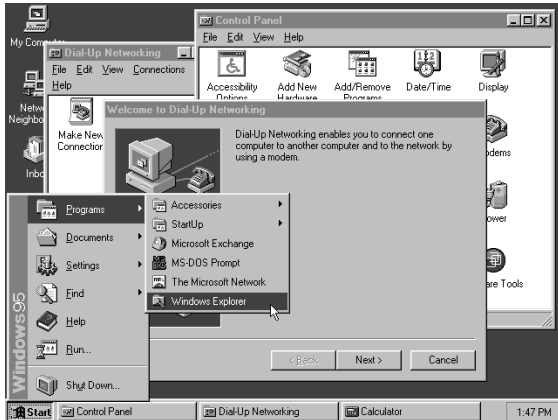 My Computer
Control Panel
File Edit View Help
Accessibility Options
Add New Hardware
Add/Remove Programs
Date/Time
Display
Modems
Power
are Tools
Dial-Up Networking
File Edit View Connections
Help
Make New Connection
Network Neighborhood
Inbox
Welcome to Dial-Up Networking
Dial-Up Networking enables you to connect one
computer to another computer and to the network by
using a modem.
< Back
Next >
Cancel
Windows95
Programs
Documents
Settings
Find
Help
Run...
Shut Down...
Accessories
StartUp
Microsoft Exchange
MS-DOS Prompt
The Microsoft Network
Windows Explorer
Start
Control Panel
Dial-Up Networking
Calculator
1:47 PM